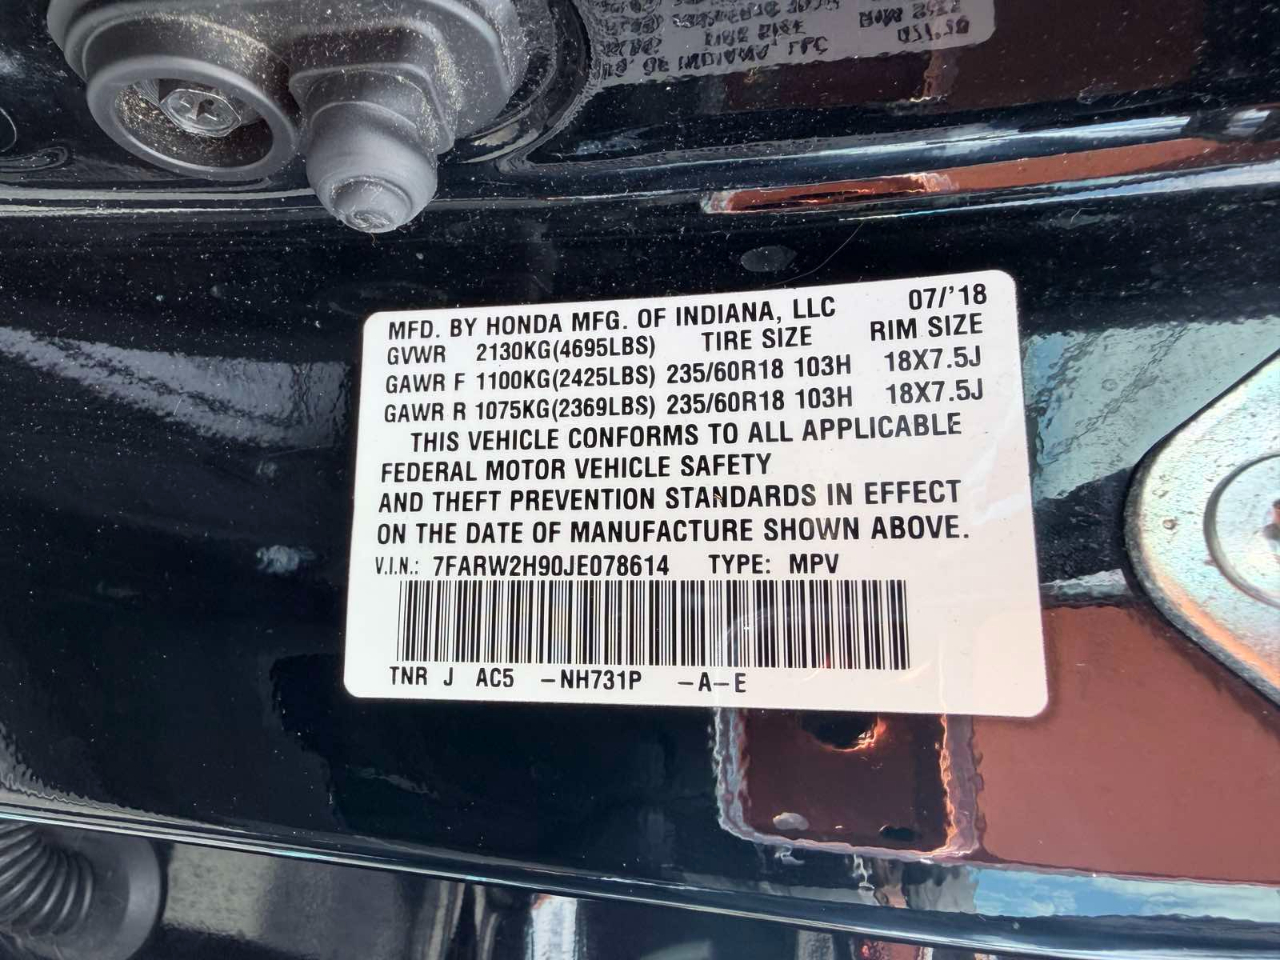 MFD. BY HONDA MFG. OF INDIANA, LLC 07/'18
GVWR 2130KG(4695LBS) TIRE SIZE RIM SIZE
GAWR F 1100KG(2425LBS) 235/60R18 103H 18X7.5J
GAWR R 1075KG(2369LBS) 235/60R18 103H 18X7.5J
THIS VEHICLE CONFORMS TO ALL APPLICABLE
FEDERAL MOTOR VEHICLE SAFETY
AND THEFT PREVENTION STANDARDS IN EFFECT
ON THE DATE OF MANUFACTURE SHOWN ABOVE.
V.I.N.: 7FARW2H90JE078614 TYPE: MPV
TNR J AC5 -NH731P -A-E